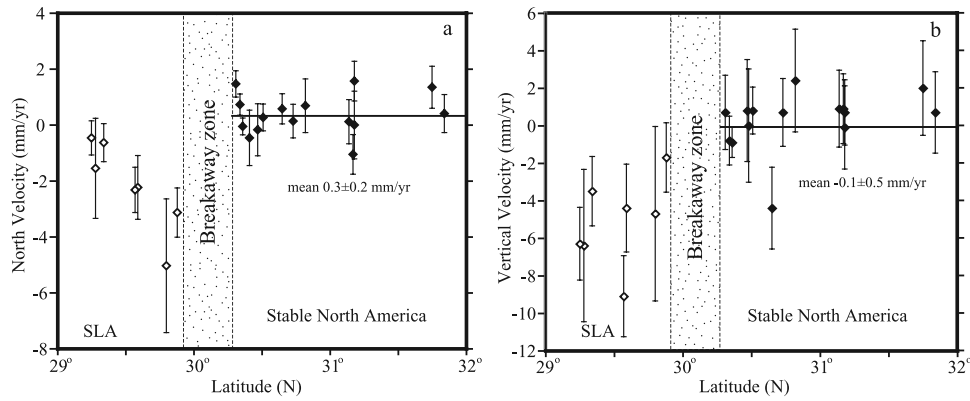 a
4
2
0
-2
-4
-6
-8
North Velocity (mm/yr)
Breakaway zone
mean 0.3±0.2 mm/yr
SLA
Stable North America
29°
30°
31°
32°
Latitude (N)
b
6
4
2
0
-2
-4
-6
-8
-10
-12
Vertical Velocity (mm/yr)
Breakaway zone
mean -0.1±0.5 mm/yr
SLA
Stable North America
29°
30°
31°
32°
Latitude (N)